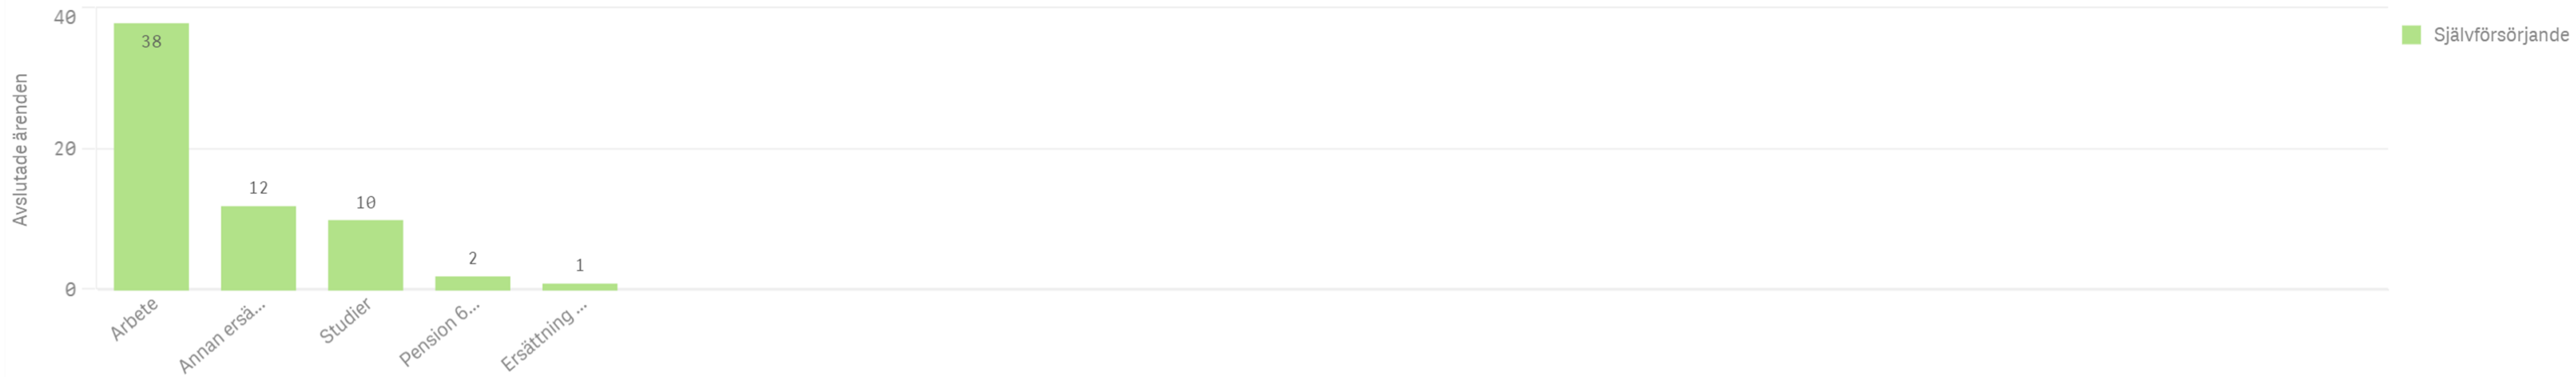 40
20
0
Avslutade ärenden
38
12
10
2
1
Arbete
Annan ersä...
Studier
Pension 6...
Ersättning ...
Självförsörjande